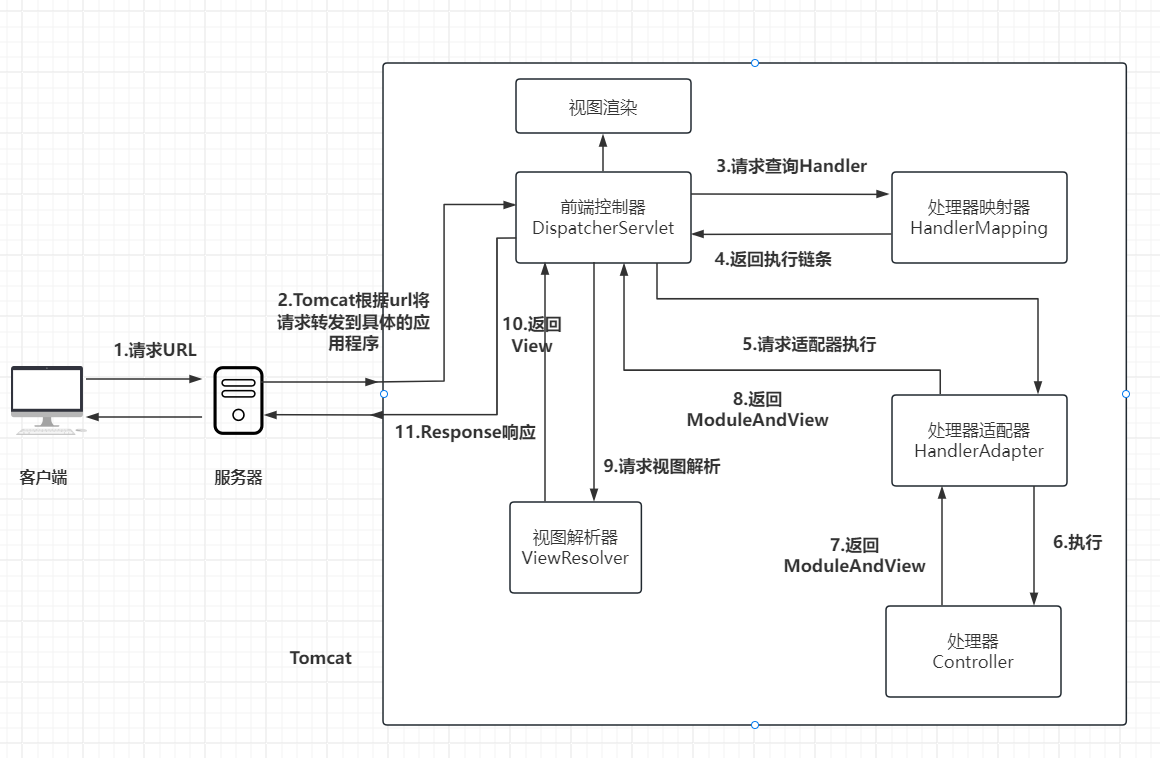 视图渲染
3.请求查询Handler
前端控制器
DispatcherServlet
处理器映射器
HandlerMapping
4.返回执行链条
2.Tomcat根据url将
请求转发到具体的应
用程序
10.返回
View
1.请求URL
5.请求适配器执行
8.返回
ModuleAndView
11.Response响应
处理器适配器
HandlerAdapter
9.请求视图解析
客户端
服务器
视图解析器
ViewResolver
7.返回
ModuleAndView
6.执行
处理器
Controller
Tomcat